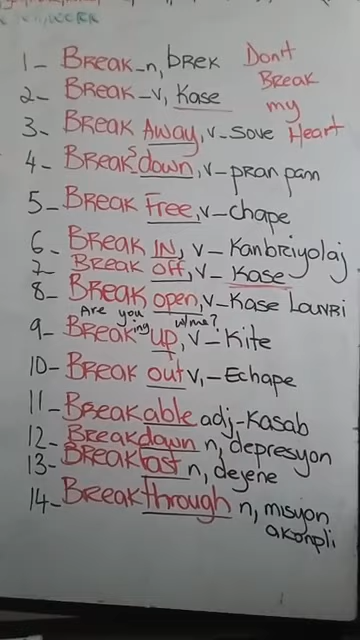 WORK
1- BREAK - n, brek
Don't
Break
my
Heart
2- BREAK - v, Kase
3- BREAK Away, v - Sove
4- BREAKs down, v - pran pann
5- BREAK Free, v - chape
6- BREAK IN, v - Kanbriyolaj
7- BREAK off, v - Kase
8- BREAK open, v - Kase Louvri
Are you w/me?
9- BREAKing up, v - Kite
10- BREAK out v, - Echape
11- BREAKable adj - Kasab
12- BREAKdown n, depresyon
13- BREAKfast n, dejene
14- BREAKthrough n, misyon
akonpli